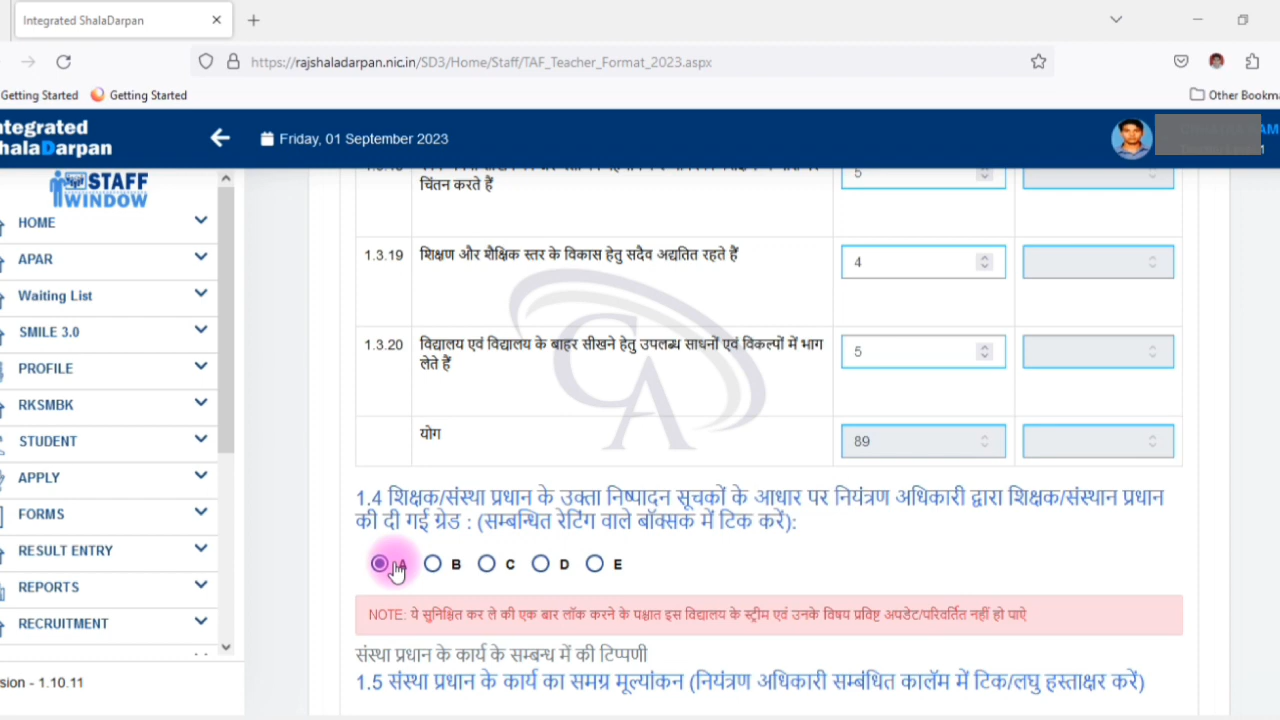 Integrated ShalaDarpan
https://rajshaladarpan.nic.in/SD3/Home/Staff/TAF_Teacher_Format_2023.aspx
Getting Started Getting Started Other Bookma
ntegrated
halaDarpan
Friday, 01 September 2023
STAFF
WINDOW
HOME
APAR
Waiting List
SMILE 3.0
PROFILE
RKSMBK
STUDENT
APPLY
FORMS
RESULT ENTRY
REPORTS
RECRUITMENT
sion - 1.10.11
चिंतन करते हैं
5
1.3.19 शिक्षण और शैक्षिक स्तर के विकास हेतु सदैव अद्यतित रहते हैं 4
1.3.20 विद्यालय एवं विद्यालय के बाहर सीखने हेतु उपलब्ध साधनों एवं विकल्पों में भाग 5
लेते हैं
योग 89
CA
1.4 शिक्षक/संस्था प्रधान के उक्ता निष्पादन सूचकों के आधार पर नियंत्रण अधिकारी द्वारा शिक्षक/संस्थान प्रधान
की दी गई ग्रेड : (सम्बन्धित रेटिंग वाले बॉक्सक में टिक करें):
A B C D E
NOTE: ये सुनिश्चित कर ले की एक बार लॉक करने के पश्चात इस विद्यालय के स्ट्रीम एवं उनके विषय प्रविष्ट अपडेट/परिवर्तित नहीं हो पाऐ
संस्था प्रधान के कार्य के सम्बन्ध में की टिप्पणी
1.5 संस्था प्रधान के कार्य का समग्र मूल्यांकन (नियंत्रण अधिकारी सम्बंधित कालॅम में टिक/लघु हस्ताक्षर करें)